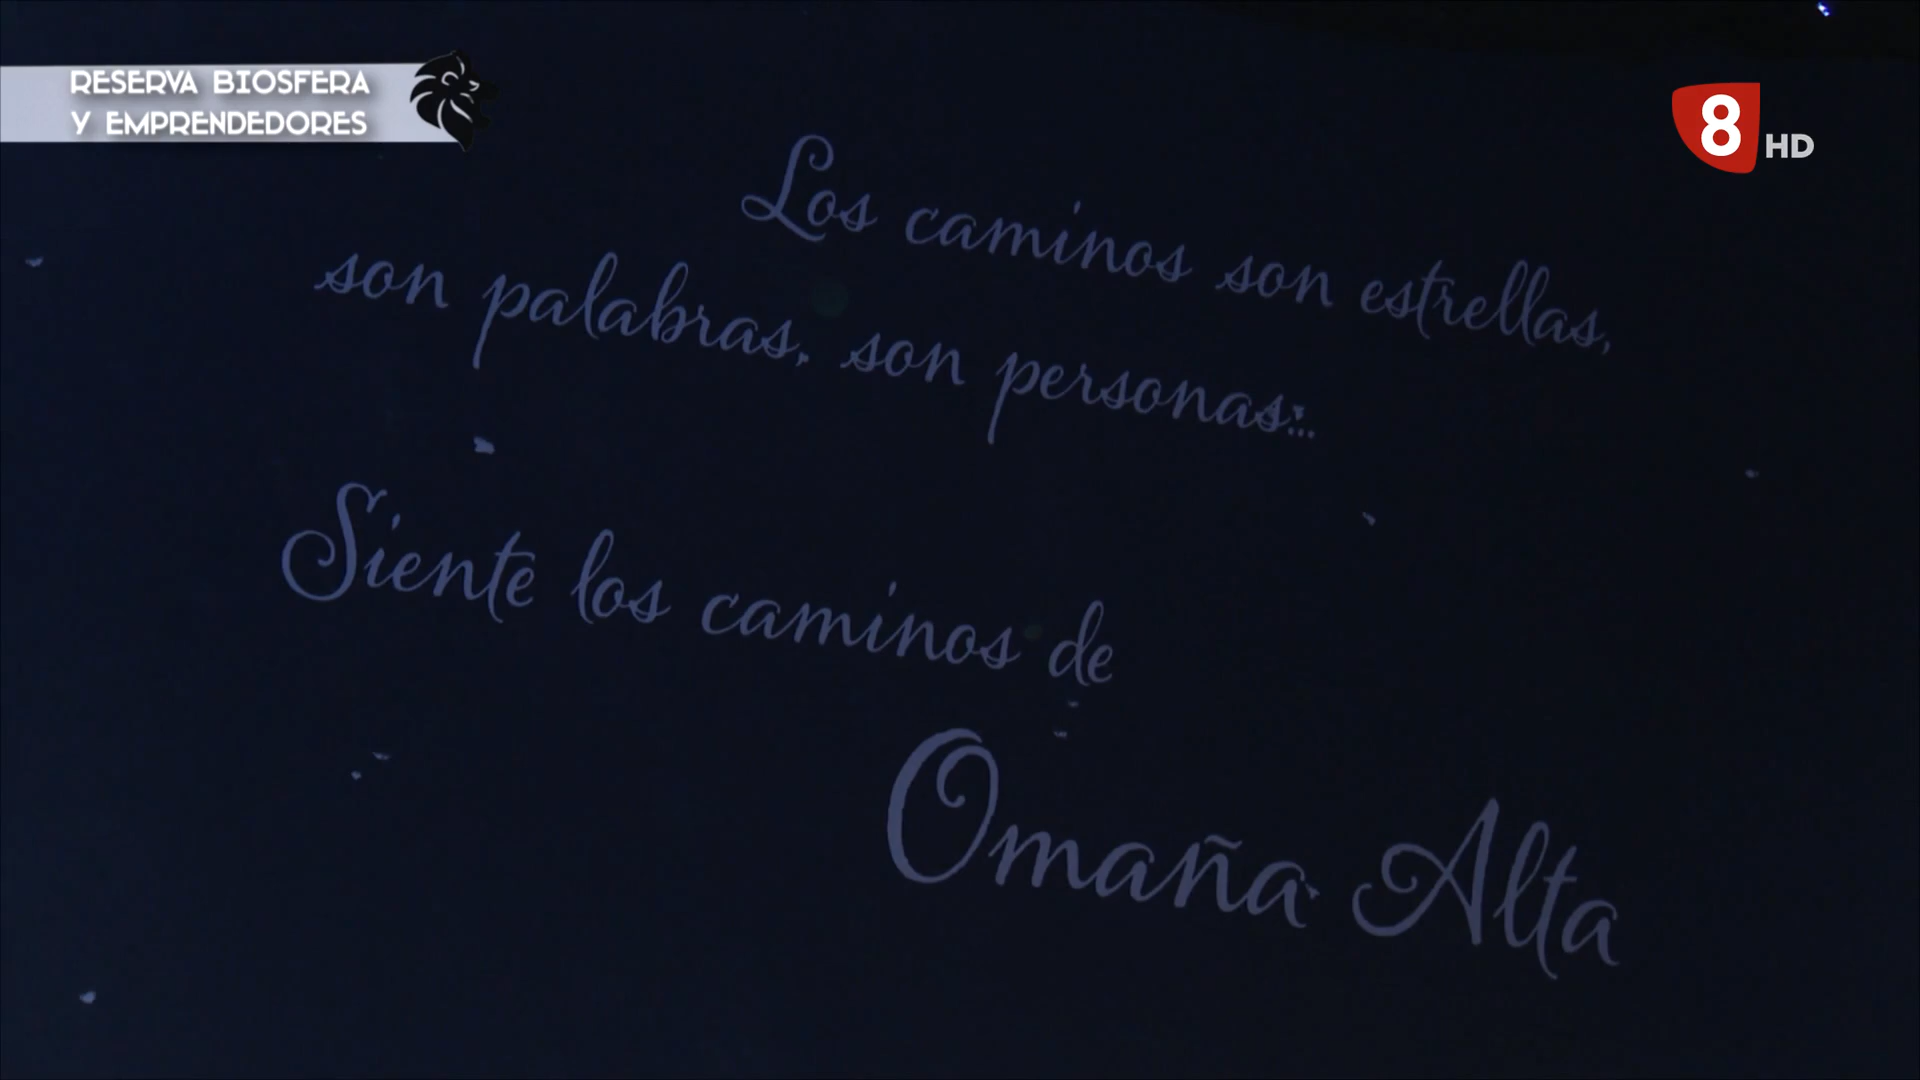 RESERVA BIOSFERA
Y EMPRENDEDORES
8 HD
Los caminos son estrellas,
son palabras, son personas...
Siente los caminos de
Omaña Alta